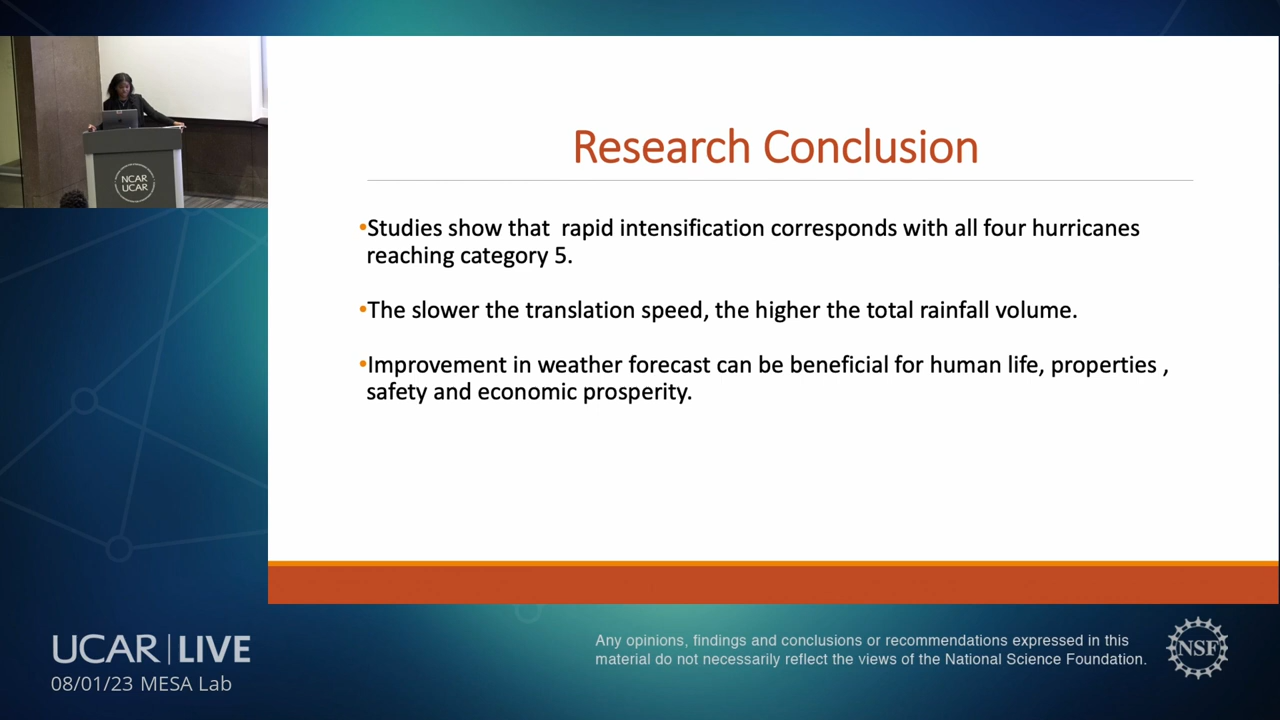 NCAR
UCAR
Research Conclusion
•Studies show that  rapid intensification corresponds with all four hurricanes
reaching category 5.
•The slower the translation speed, the higher the total rainfall volume.
•Improvement in weather forecast can be beneficial for human life, properties ,
safety and economic prosperity.
UCAR | LIVE
08/01/23 MESA Lab
Any opinions, findings and conclusions or recommendations expressed in this
material do not necessarily reflect the views of the National Science Foundation.
NSF